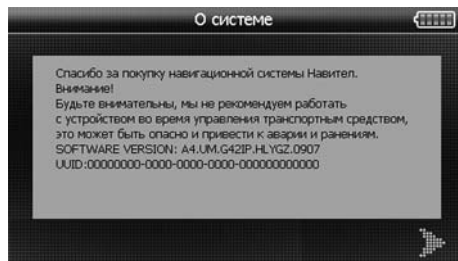 О системе
Спасибо за покупку навигационной системы Навител.
Внимание!
Будьте внимательны, мы не рекомендуем работать
с устройством во время управления транспортным средством,
это может быть опасно и привести к аварии и ранениям.
SOFTWARE VERSION: A4.UM.G42IP.HLYGZ.0907
UUID:00000000-0000-0000-0000-000000000000